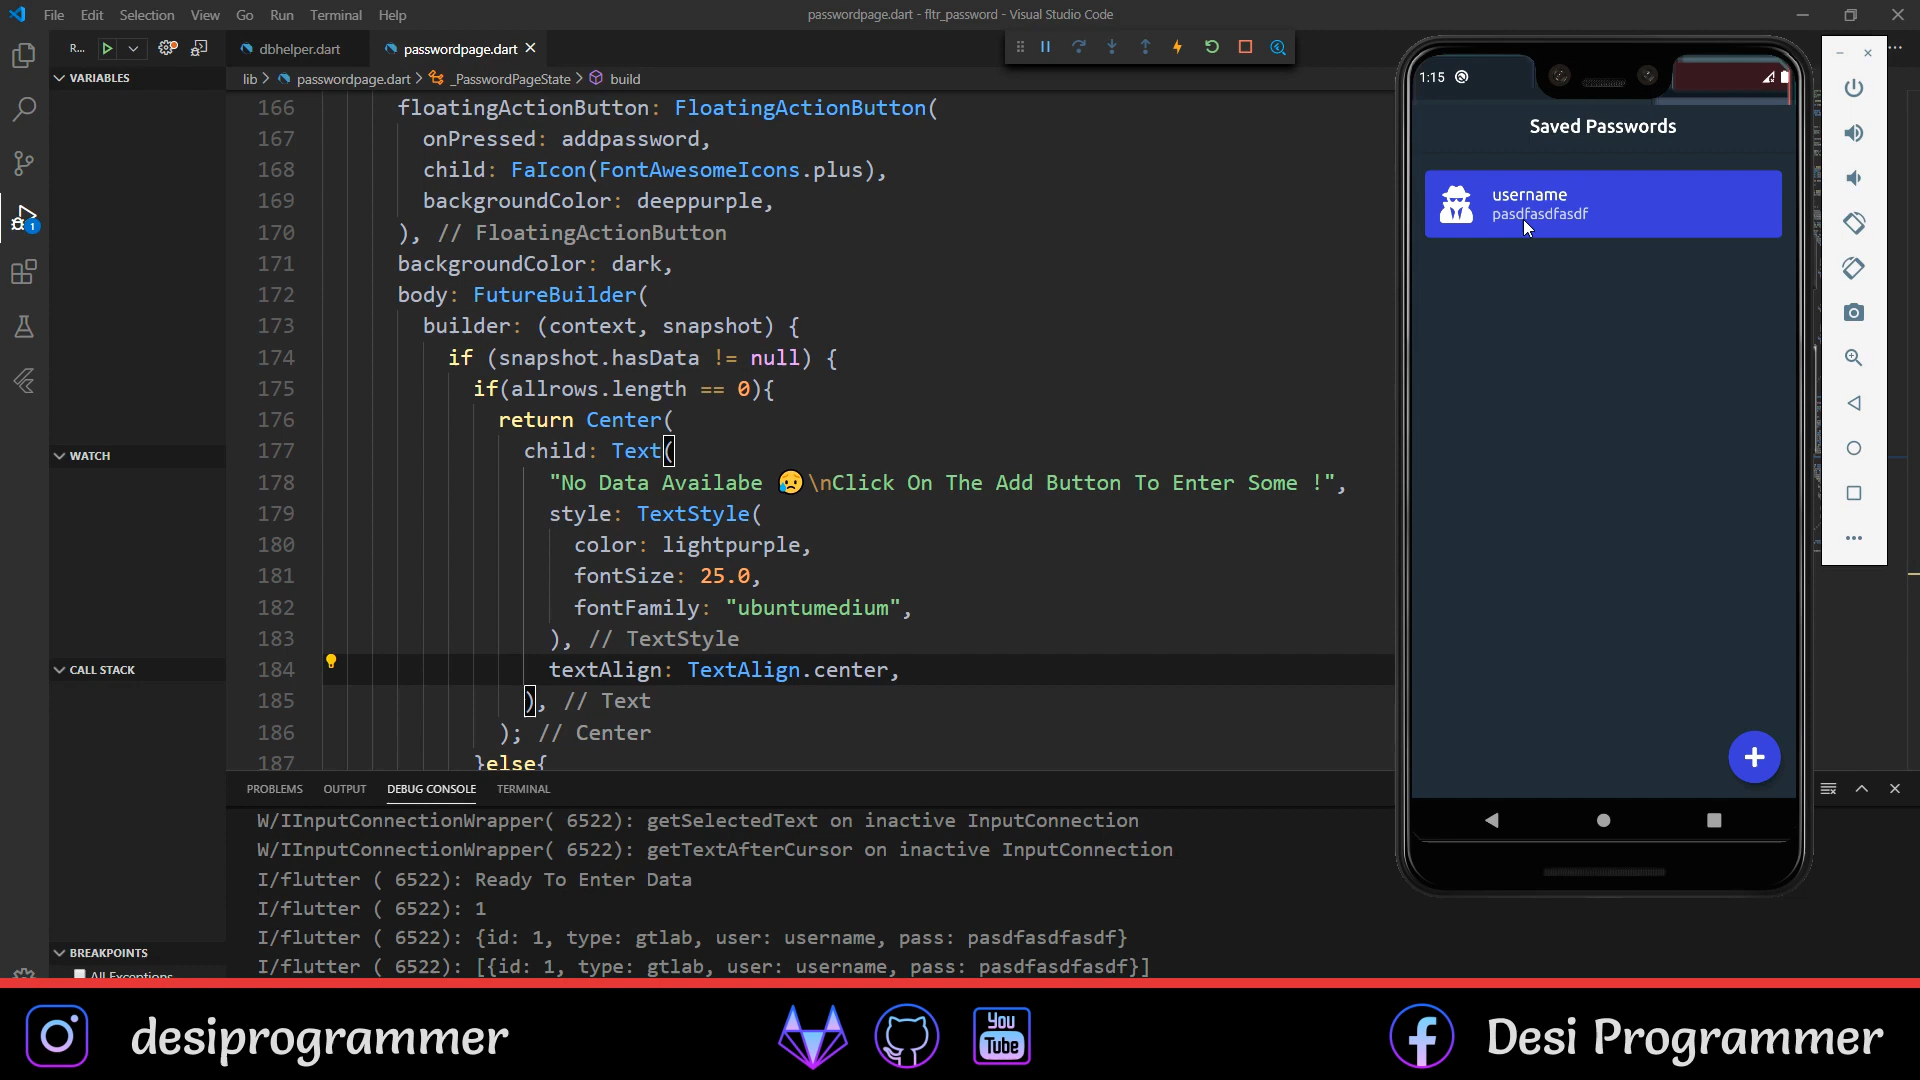 File Edit Selection View Go Run Terminal Help
passwordpage.dart - fltr_password - Visual Studio Code
R...
dbhelper.dart
passwordpage.dart
VARIABLES
lib > passwordpage.dart > _PasswordPageState > build
166 floatingActionButton: FloatingActionButton(
167 onPressed: addpassword,
168 child: FaIcon(FontAwesomeIcons.plus),
169 backgroundColor: deeppurple,
170 ), // FloatingActionButton
171 backgroundColor: dark,
172 body: FutureBuilder(
173 builder: (context, snapshot) {
174 if (snapshot.hasData != null) {
175 if(allrows.length == 0){
176 return Center(
177 child: Text(
178 "No Data Availabe 😥\nClick On The Add Button To Enter Some !",
179 style: TextStyle(
180 color: lightpurple,
181 fontSize: 25.0,
182 fontFamily: "ubuntumedium",
183 ), // TextStyle
184 textAlign: TextAlign.center,
185 ), // Text
186 ); // Center
187 }else{
1
WATCH
CALL STACK
BREAKPOINTS
All Exceptions
PROBLEMS OUTPUT DEBUG CONSOLE TERMINAL
W/IInputConnectionWrapper( 6522): getSelectedText on inactive InputConnection
W/IInputConnectionWrapper( 6522): getTextAfterCursor on inactive InputConnection
I/flutter ( 6522): Ready To Enter Data
I/flutter ( 6522): 1
I/flutter ( 6522): {id: 1, type: gtlab, user: username, pass: pasdfasdfasdf}
I/flutter ( 6522): [{id: 1, type: gtlab, user: username, pass: pasdfasdfasdf}]
1:15
Saved Passwords
username
pasdfasdfasdf
desiprogrammer
You
Tube
Desi Programmer